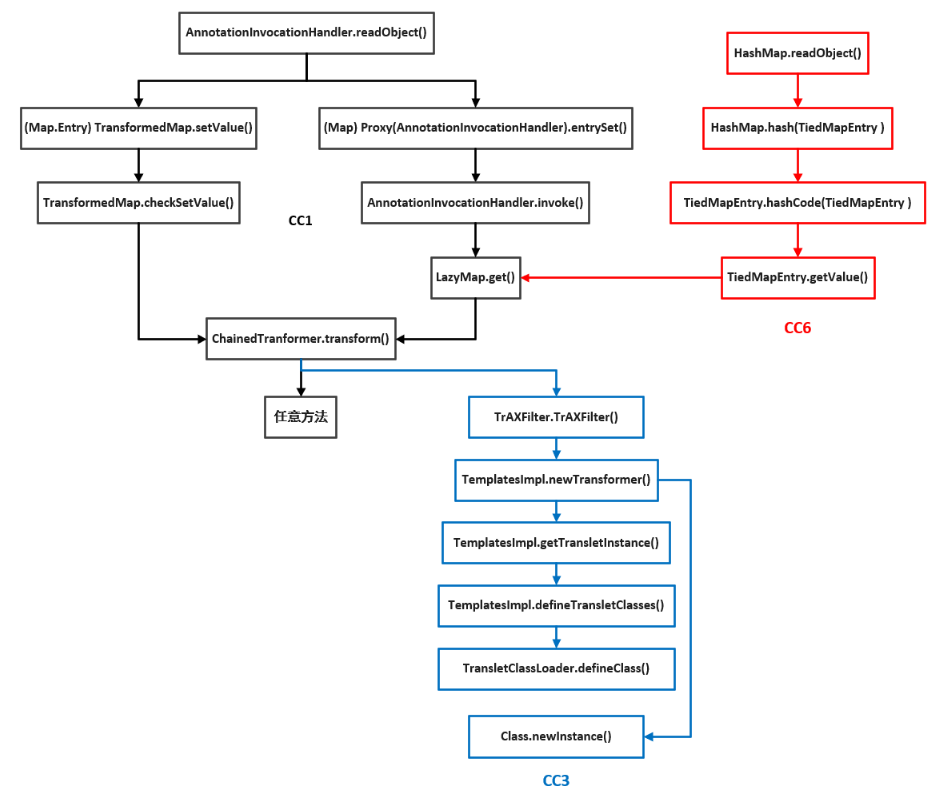 AnnotationInvocationHandler.readObject()
HashMap.readObject()
(Map.Entry) TransformedMap.setValue()
(Map) Proxy(AnnotationInvocationHandler).entrySet()
HashMap.hash(TiedMapEntry )
TransformedMap.checkSetValue()
AnnotationInvocationHandler.invoke()
TiedMapEntry.hashCode(TiedMapEntry )
CC1
LazyMap.get()
TiedMapEntry.getValue()
CC6
ChainedTranformer.transform()
任意方法
TrAXFilter.TrAXFilter()
TemplatesImpl.newTransformer()
TemplatesImpl.getTransletInstance()
TemplatesImpl.defineTransletClasses()
TransletClassLoader.defineClass()
Class.newInstance()
CC3